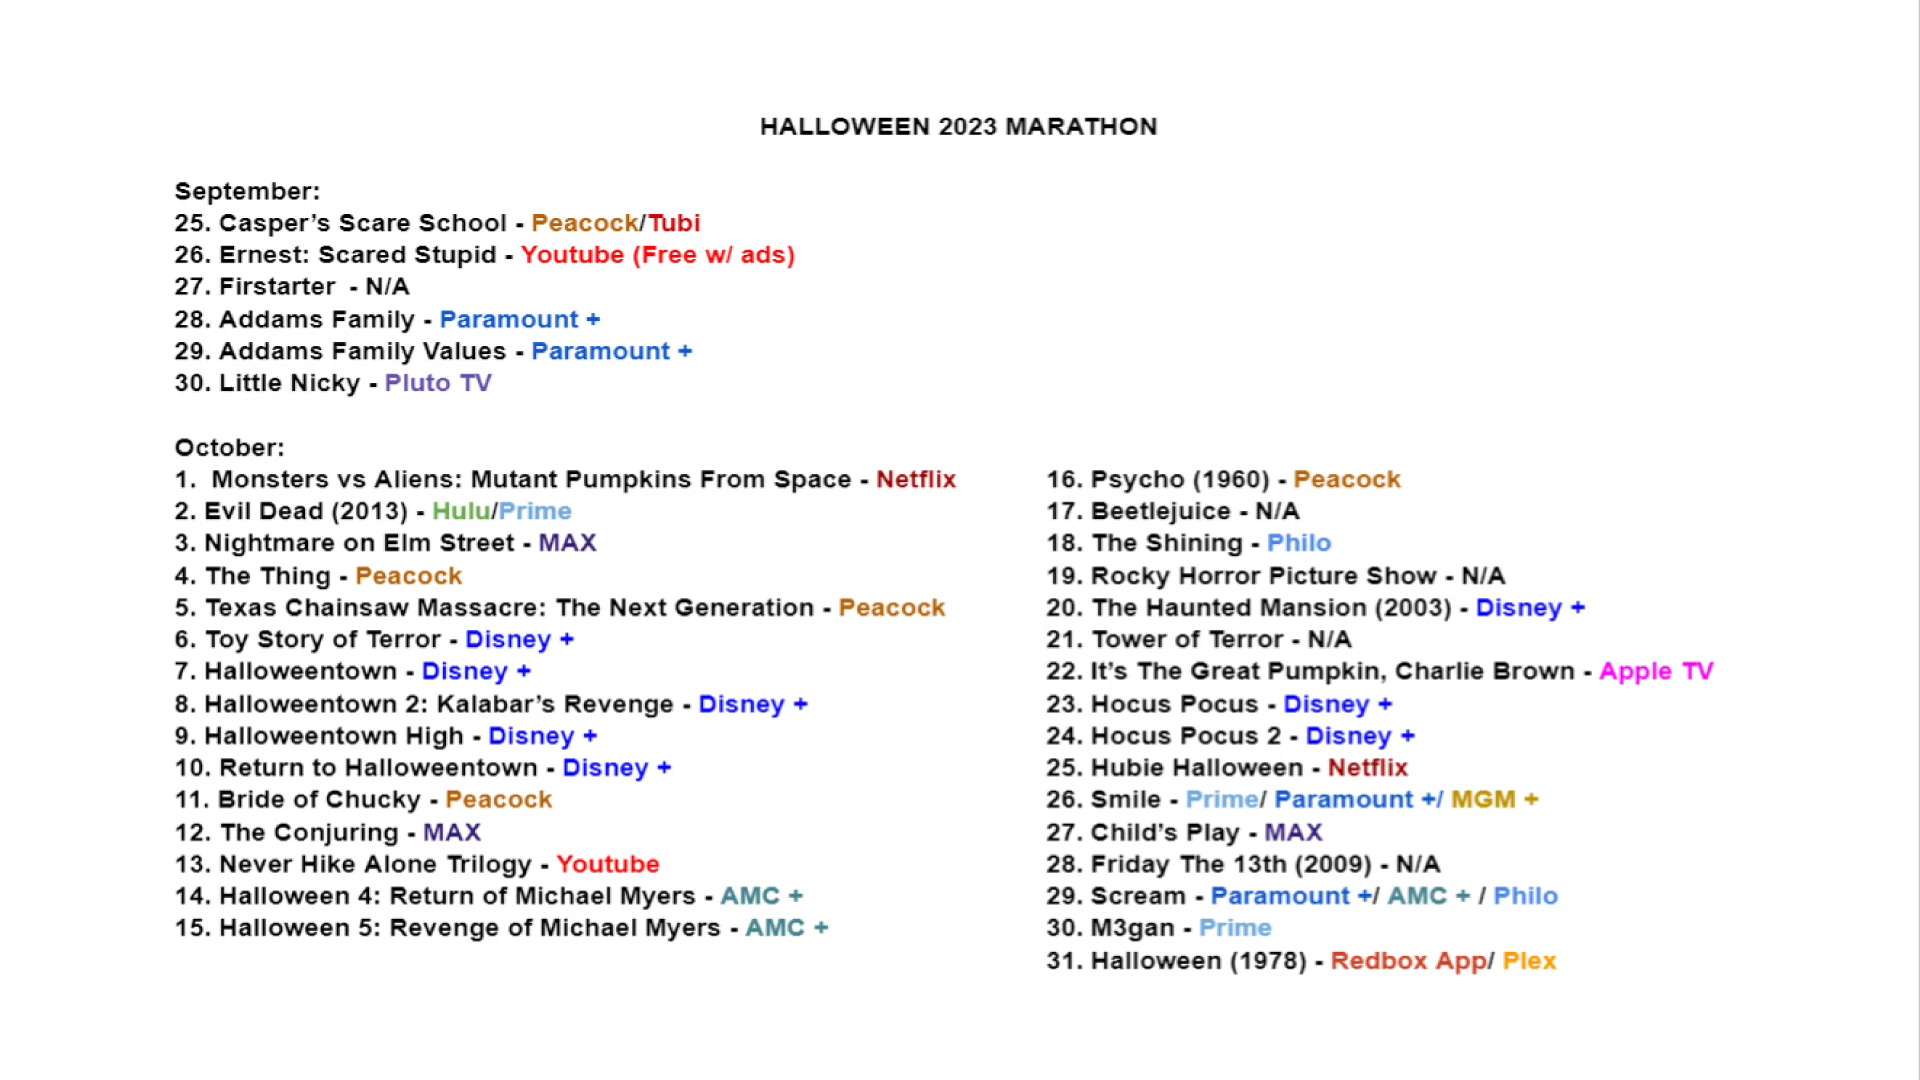 HALLOWEEN 2023 MARATHON
September:
25. Casper’s Scare School - Peacock/Tubi
26. Ernest: Scared Stupid - Youtube (Free w/ ads)
27. Firstarter - N/A
28. Addams Family - Paramount +
29. Addams Family Values - Paramount +
30. Little Nicky - Pluto TV
October:
1. Monsters vs Aliens: Mutant Pumpkins From Space - Netflix
2. Evil Dead (2013) - Hulu/Prime
3. Nightmare on Elm Street - MAX
4. The Thing - Peacock
5. Texas Chainsaw Massacre: The Next Generation - Peacock
6. Toy Story of Terror - Disney +
7. Halloweentown - Disney +
8. Halloweentown 2: Kalabar’s Revenge - Disney +
9. Halloweentown High - Disney +
10. Return to Halloweentown - Disney +
11. Bride of Chucky - Peacock
12. The Conjuring - MAX
13. Never Hike Alone Trilogy - Youtube
14. Halloween 4: Return of Michael Myers - AMC +
15. Halloween 5: Revenge of Michael Myers - AMC +
16. Psycho (1960) - Peacock
17. Beetlejuice - N/A
18. The Shining - Philo
19. Rocky Horror Picture Show - N/A
20. The Haunted Mansion (2003) - Disney +
21. Tower of Terror - N/A
22. It’s The Great Pumpkin, Charlie Brown - Apple TV
23. Hocus Pocus - Disney +
24. Hocus Pocus 2 - Disney +
25. Hubie Halloween - Netflix
26. Smile - Prime/ Paramount +/ MGM +
27. Child’s Play - MAX
28. Friday The 13th (2009) - N/A
29. Scream - Paramount +/ AMC + / Philo
30. M3gan - Prime
31. Halloween (1978) - Redbox App/ Plex